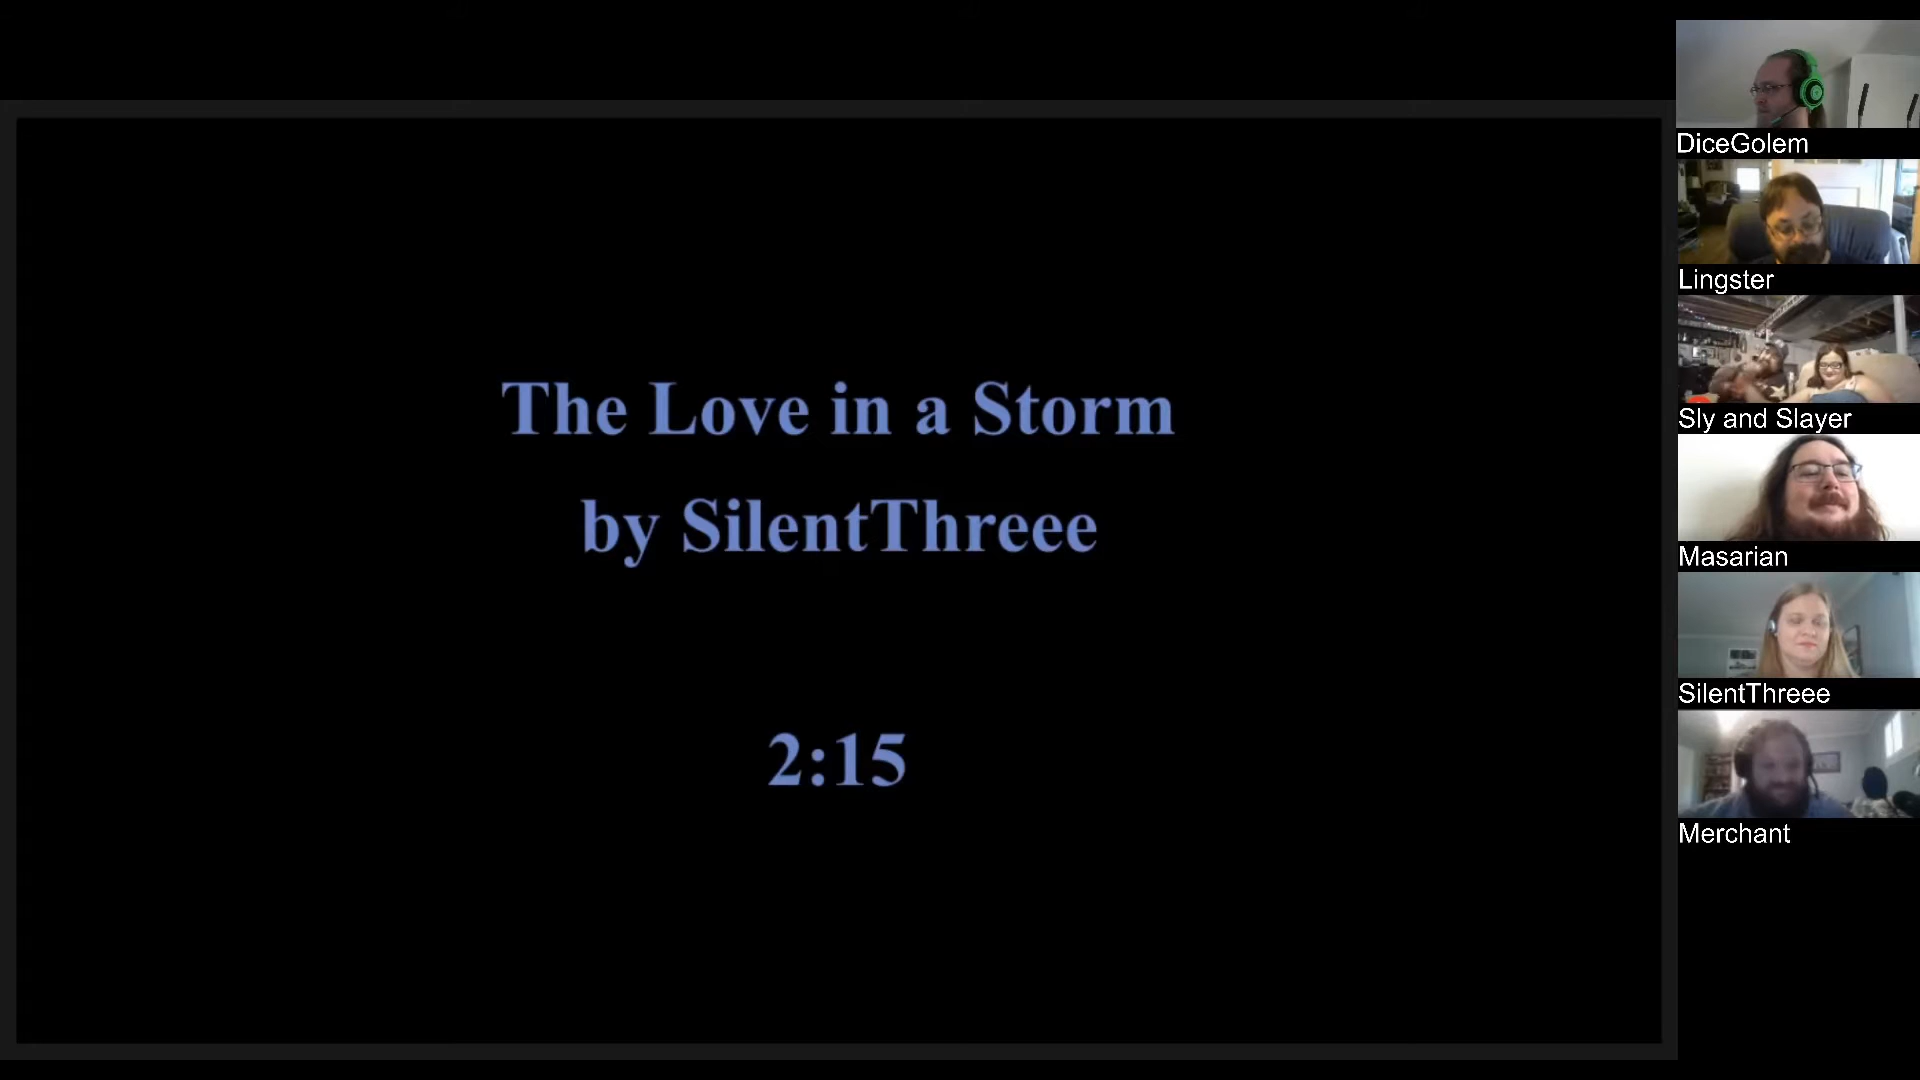 The Love in a Storm
by SilentThreee
2:15
DiceGolem
Lingster
Sly and Slayer
Masarian
SilentThreee
Merchant